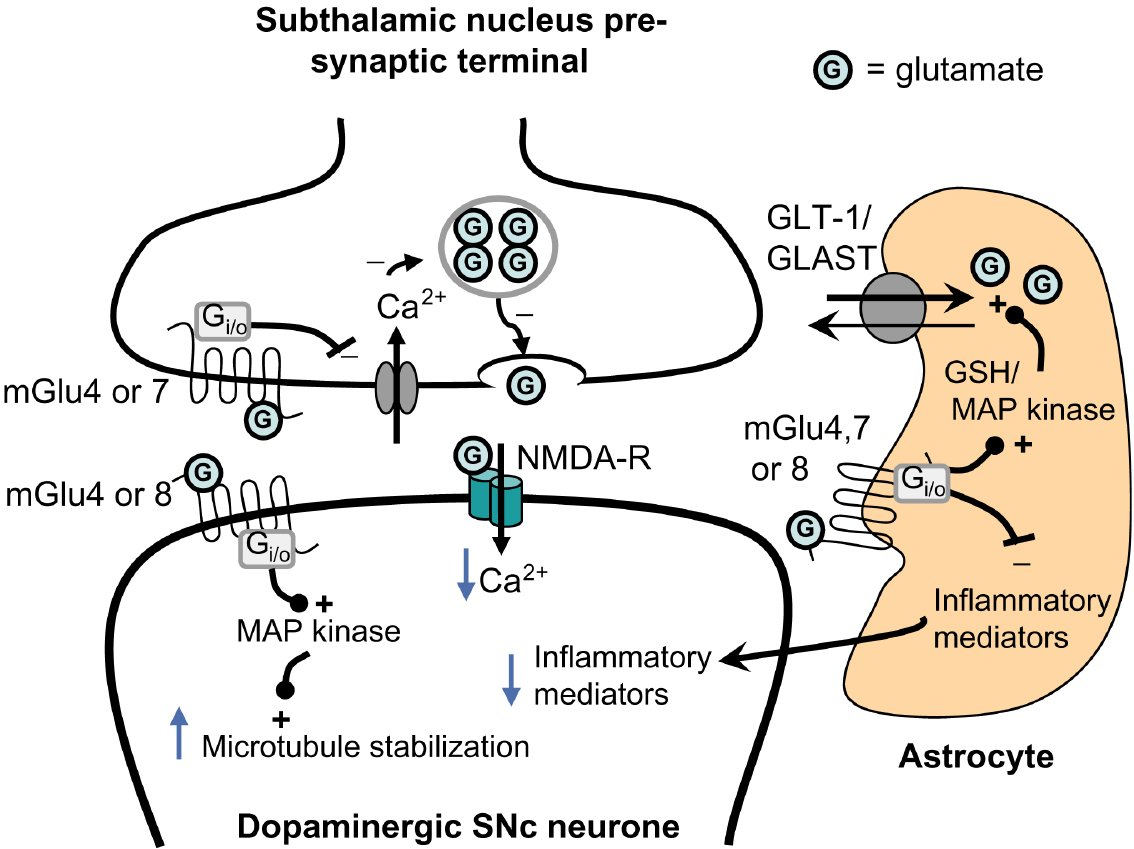 Subthalamic nucleus pre-
synaptic terminal
G = glutamate
G G
G G
–
Ca2+
–
Gi/o
–
mGlu4 or 7
G
G
GLT-1/
GLAST
G
G
+
GSH/
MAP kinase
mGlu4,7
or 8
+
Gi/o
G
–
Inflammatory
mediators
Astrocyte
G
NMDA-R
mGlu4 or 8
G
Gi/o
Ca2+
+
MAP kinase
+
Microtubule stabilization
Inflammatory
mediators
Dopaminergic SNc neurone